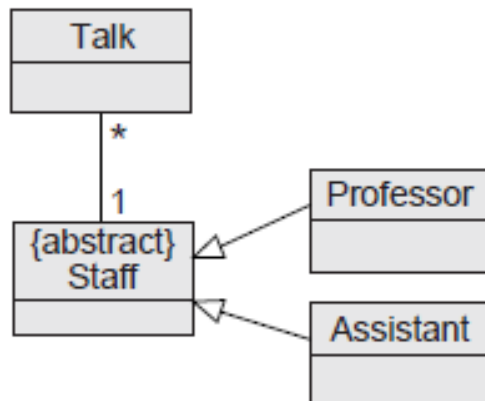 Talk
*
1
{abstract}
Staff
Professor
Assistant